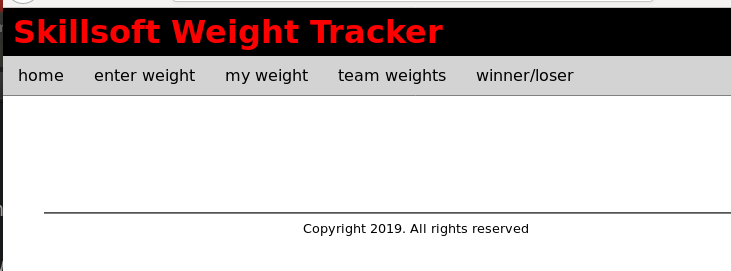 Skillsoft Weight Tracker
home enter weight my weight team weights winner/loser
Copyright 2019. All rights reserved